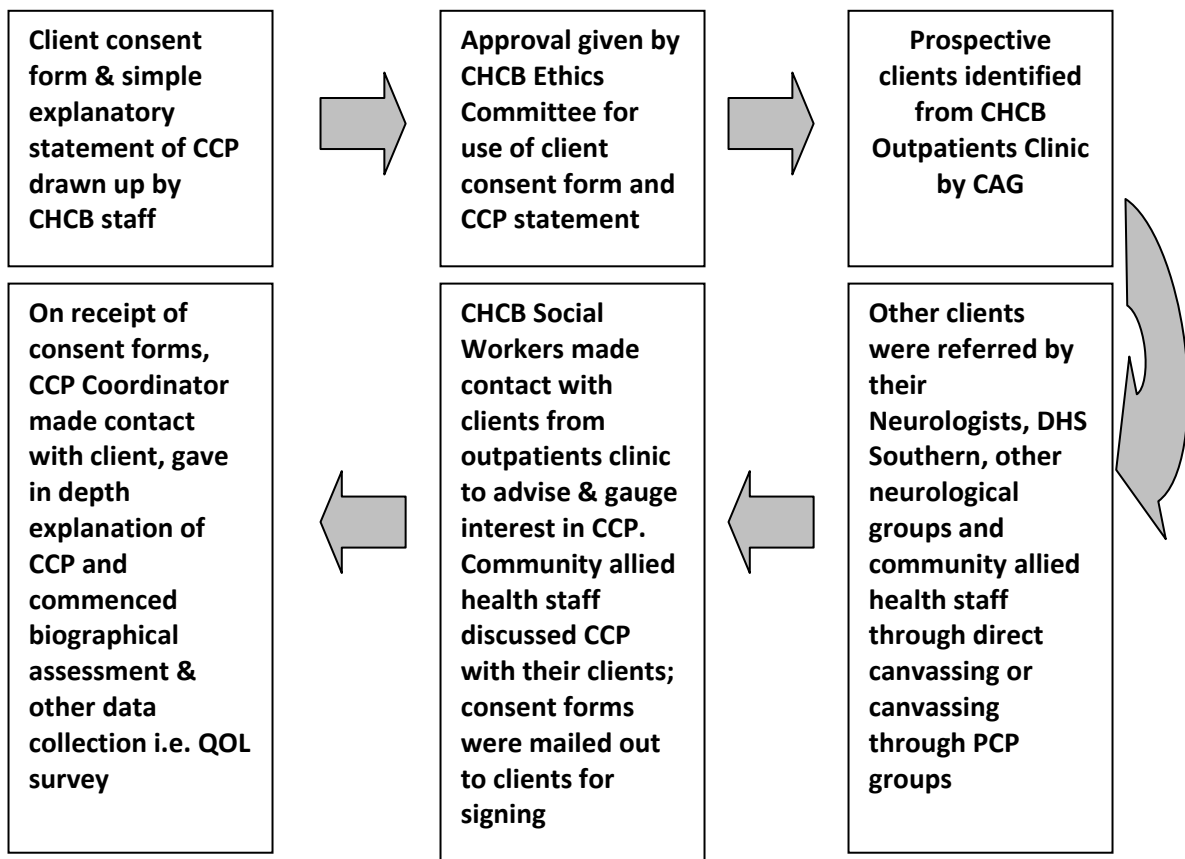 Client consent
form & simple
explanatory
statement of CCP
drawn up by
CHCB staff
Approval given by
CHCB Ethics
Committee for
use of client
consent form and
CCP statement
Prospective
clients identified
from CHCB
Outpatients Clinic
by CAG
Other clients
were referred by
their
Neurologists, DHS
Southern, other
neurological
groups and
community allied
health staff
through direct
canvassing or
canvassing
through PCP
groups
CHCB Social
Workers made
contact with
clients from
outpatients clinic
to advise & gauge
interest in CCP.
Community allied
health staff
discussed CCP
with their clients;
consent forms
were mailed out
to clients for
signing
On receipt of
consent forms,
CCP Coordinator
made contact
with client, gave
in depth
explanation of
CCP and
commenced
biographical
assessment &
other data
collection i.e. QOL
survey